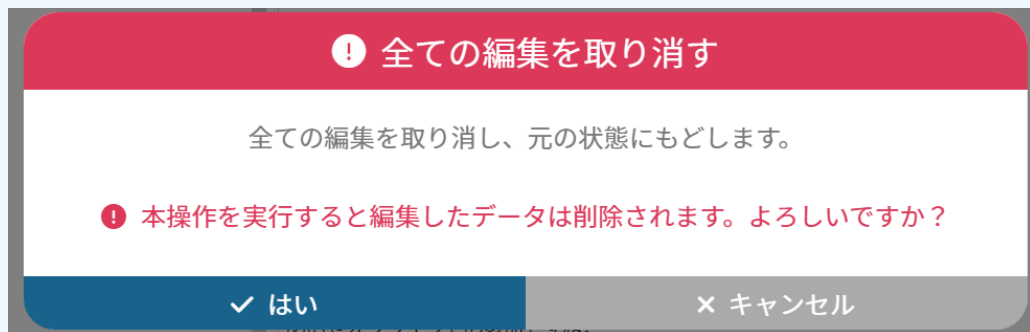 全ての編集を取り消す
全ての編集を取り消し、元の状態にもどします。
本操作を実行すると編集したデータは削除されます。よろしいですか？
はい
キャンセル